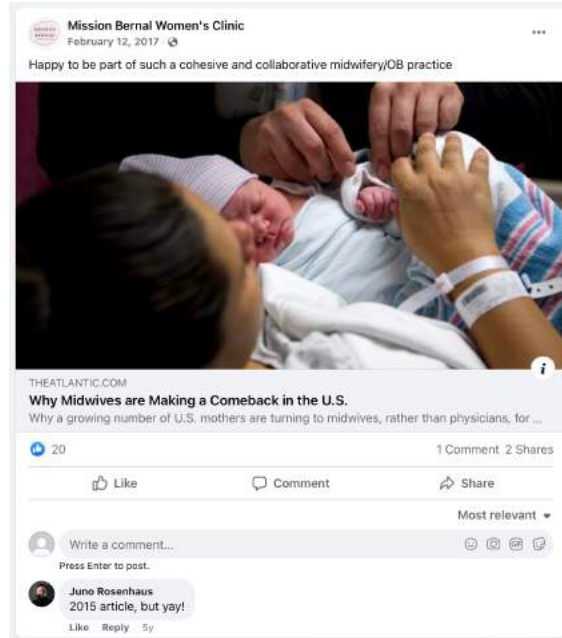 Mission Bernal Women's Clinic
February 12, 2017
Happy to be part of such a cohesive and collaborative midwifery/OB practice
THEATLANTIC.COM
Why Midwives are Making a Comeback in the U.S.
Why a growing number of U.S. mothers are turning to midwives, rather than physicians, for ...
20
1 Comment 2 Shares
Like Comment Share
Most relevant
Write a comment...
GIF
Press Enter to post.
Juno Rosenhaus
2015 article, but yay!
Like Reply 5y